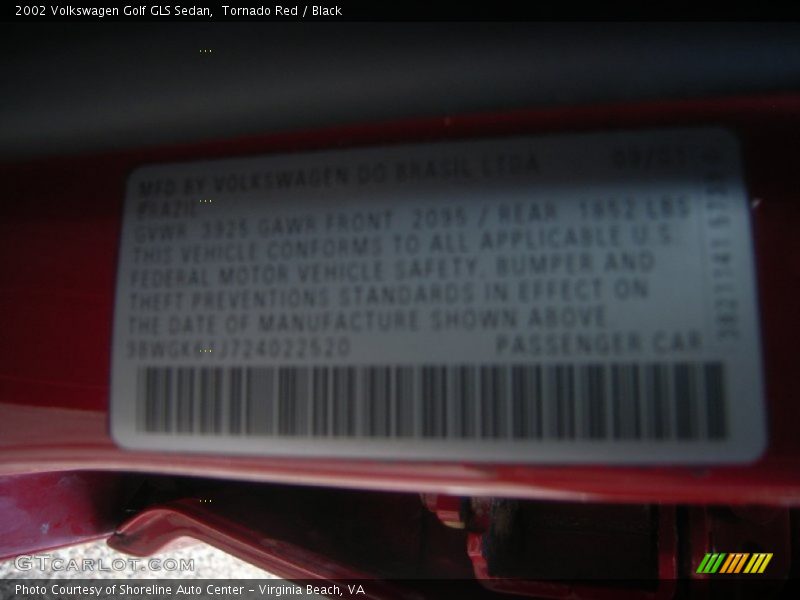 2002 Volkswagen Golf GLS Sedan,  Tornado Red / Black
MFD BY VOLKSWAGEN DO BRASIL LTDA 09/01
BRAZIL
GVWR 3925 GAWR FRONT 2095 / REAR 1852 LBS
THIS VEHICLE CONFORMS TO ALL APPLICABLE U.S.
FEDERAL MOTOR VEHICLE SAFETY, BUMPER AND
THEFT PREVENTIONS STANDARDS IN EFFECT ON
THE DATE OF MANUFACTURE SHOWN ABOVE
PASSENGER CAR
GTCARLOT.COM
Photo Courtesy of Shoreline Auto Center - Virginia Beach, VA